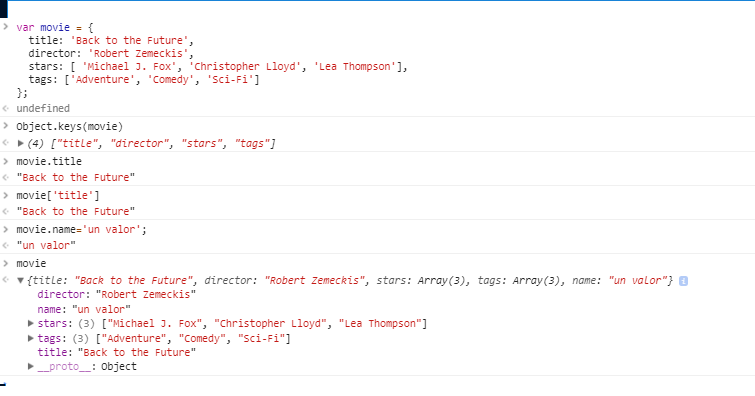 var movie = {
title: 'Back to the Future',
director: 'Robert Zemeckis',
stars: [ 'Michael J. Fox', 'Christopher Lloyd', 'Lea Thompson'],
tags: ['Adventure', 'Comedy', 'Sci-Fi']
};
undefined
Object.keys(movie)
(4) ["title", "director", "stars", "tags"]
movie.title
"Back to the Future"
movie['title']
"Back to the Future"
movie.name='un valor';
"un valor"
movie
{title: "Back to the Future", director: "Robert Zemeckis", stars: Array(3), tags: Array(3), name: "un valor"} i
director: "Robert Zemeckis"
name: "un valor"
stars: (3) ["Michael J. Fox", "Christopher Lloyd", "Lea Thompson"]
tags: (3) ["Adventure", "Comedy", "Sci-Fi"]
title: "Back to the Future"
__proto__: Object